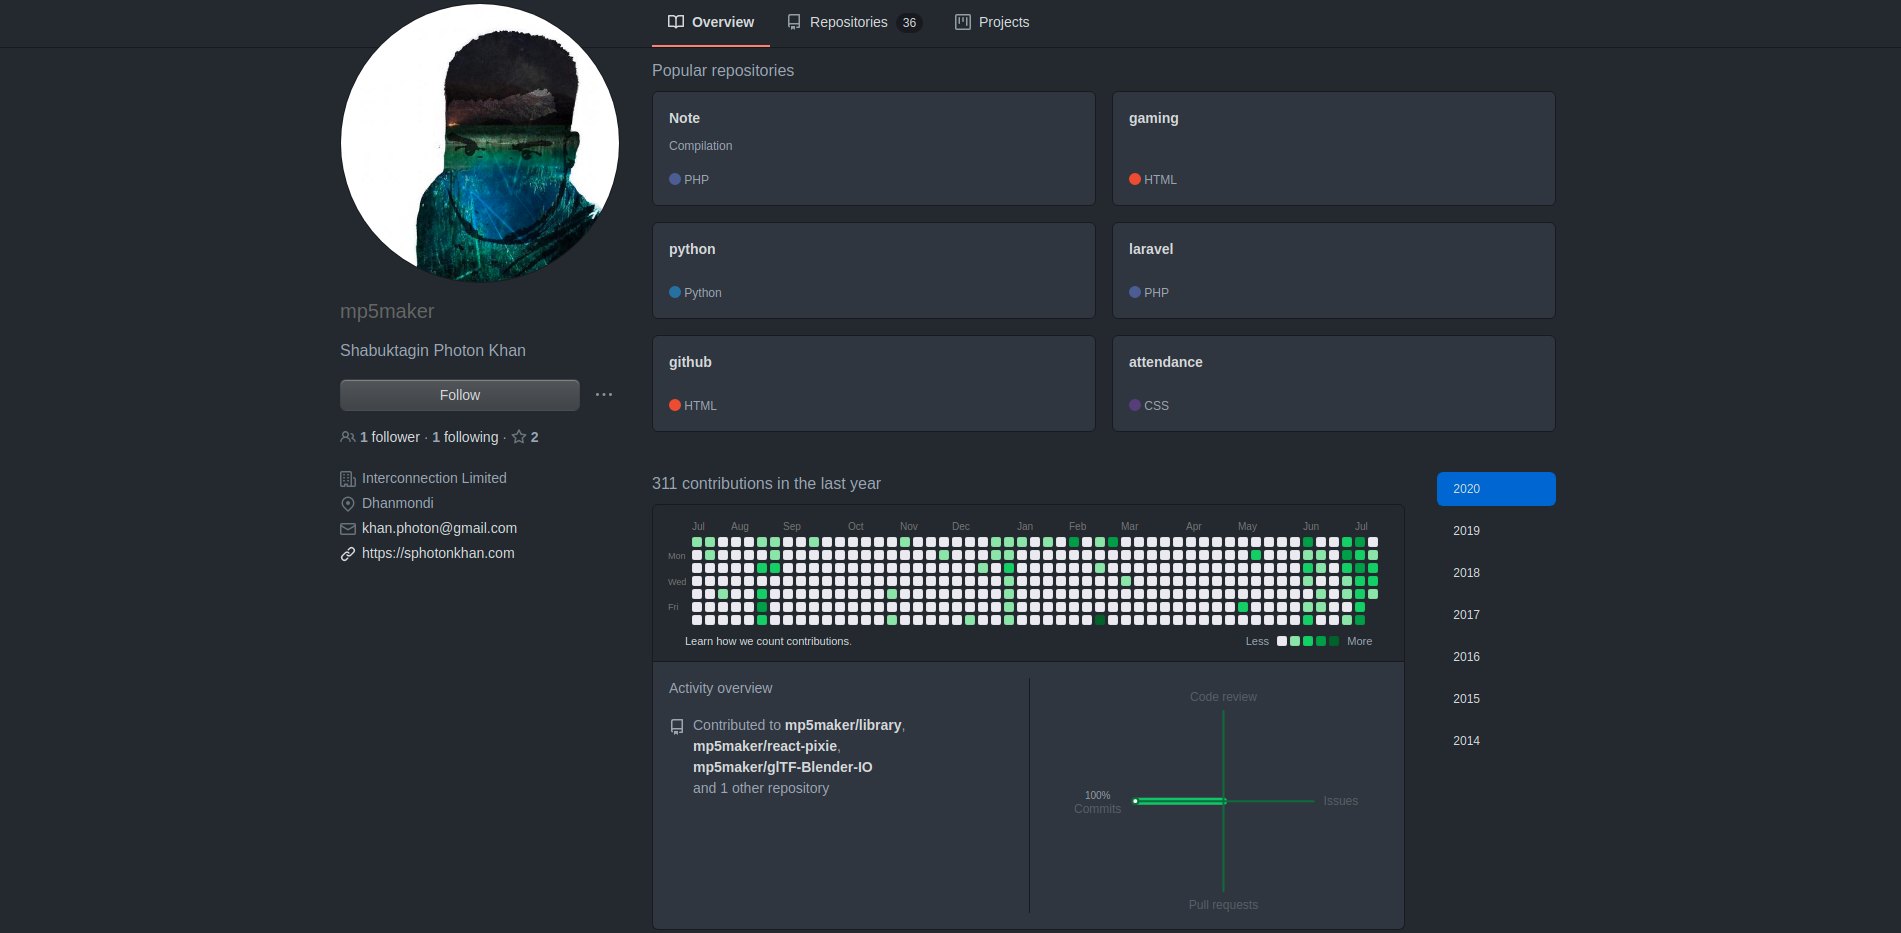 Overview
Repositories 36
Projects
mp5maker
Shabuktagin Photon Khan
Follow
1 follower · 1 following · 2
Interconnection Limited
Dhanmondi
khan.photon@gmail.com
https://sphotonkhan.com
Popular repositories
Note
Compilation
PHP
gaming
HTML
python
Python
laravel
PHP
github
HTML
attendance
CSS
311 contributions in the last year
Jul Aug Sep Oct Nov Dec Jan Feb Mar Apr May Jun Jul
Mon
Wed
Fri
Learn how we count contributions.
Less More
Activity overview
Contributed to mp5maker/library,
mp5maker/react-pixie,
mp5maker/glTF-Blender-IO
and 1 other repository
Code review
100%
Commits
Issues
Pull requests
2020
2019
2018
2017
2016
2015
2014